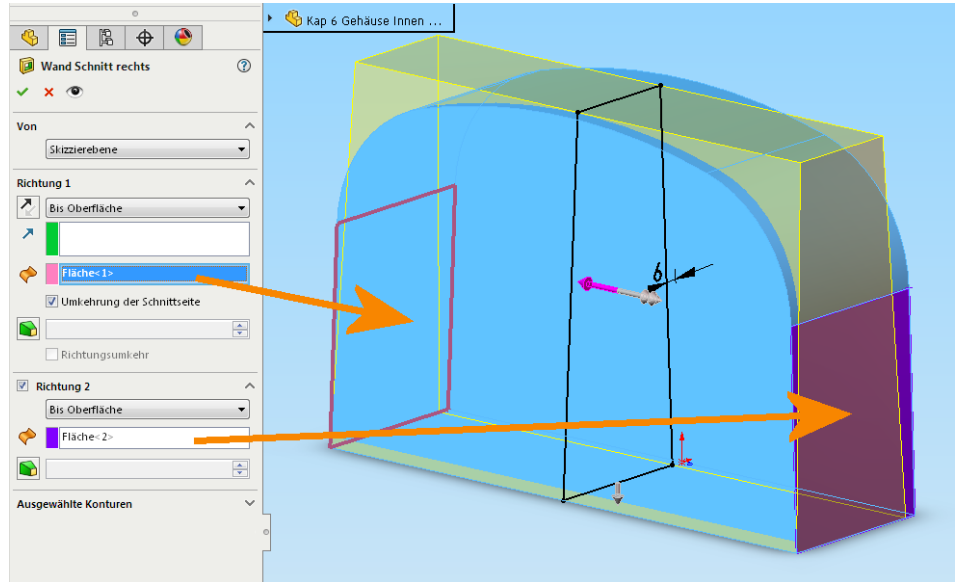 Kap 6 Gehäuse Innen ...
Wand Schnitt rechts
Von
Skizzierebene
Richtung 1
Bis Oberfläche
Fläche<1>
Umkehrung der Schnittseite
Richtungsumkehr
Richtung 2
Bis Oberfläche
Fläche<2>
Ausgewählte Konturen
6